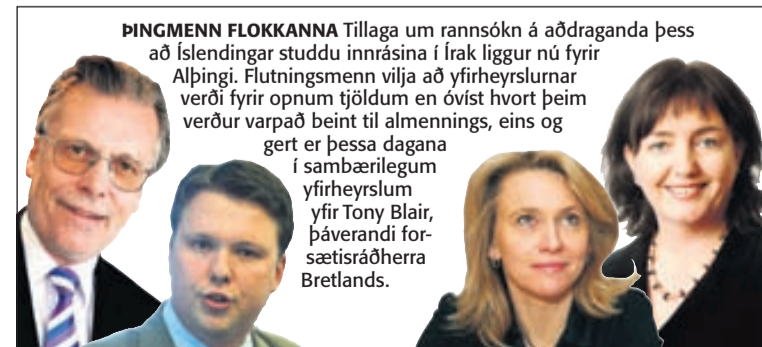 ÞINGMENN FLOKKANNA Tillaga um rannsókn á aðdraganda þess
að Íslendingar studdu innrásina í Írak liggur nú fyrir
Alþingi. Flutningsmenn vilja að yfirheyrslurnar
verði fyrir opnum tjöldum en óvíst hvort þeim
verður varpað beint til almennings, eins og
gert er þessa dagana
í sambærilegum
yfirheyrslum
yfir Tony Blair,
þáverandi for-
sætisráðherra
Bretlands.